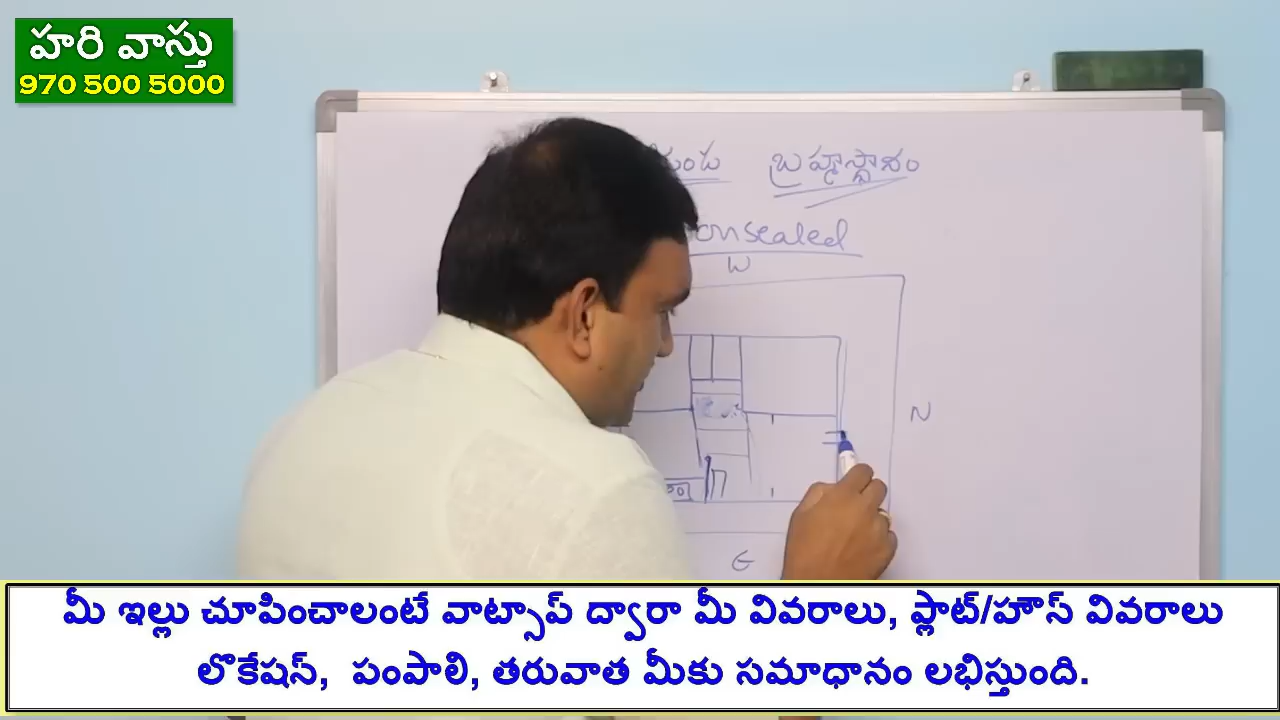 హరి వాస్తు
970 500 5000
బ్రహ్మస్థానం
W
N
E
మీ ఇల్లు చూపించాలంటే వాట్సాప్ ద్వారా మీ వివరాలు, ప్లాట్/హౌస్ వివరాలు
లొకేషన్, పంపాలి, తరువాత మీకు సమాధానం లభిస్తుంది.